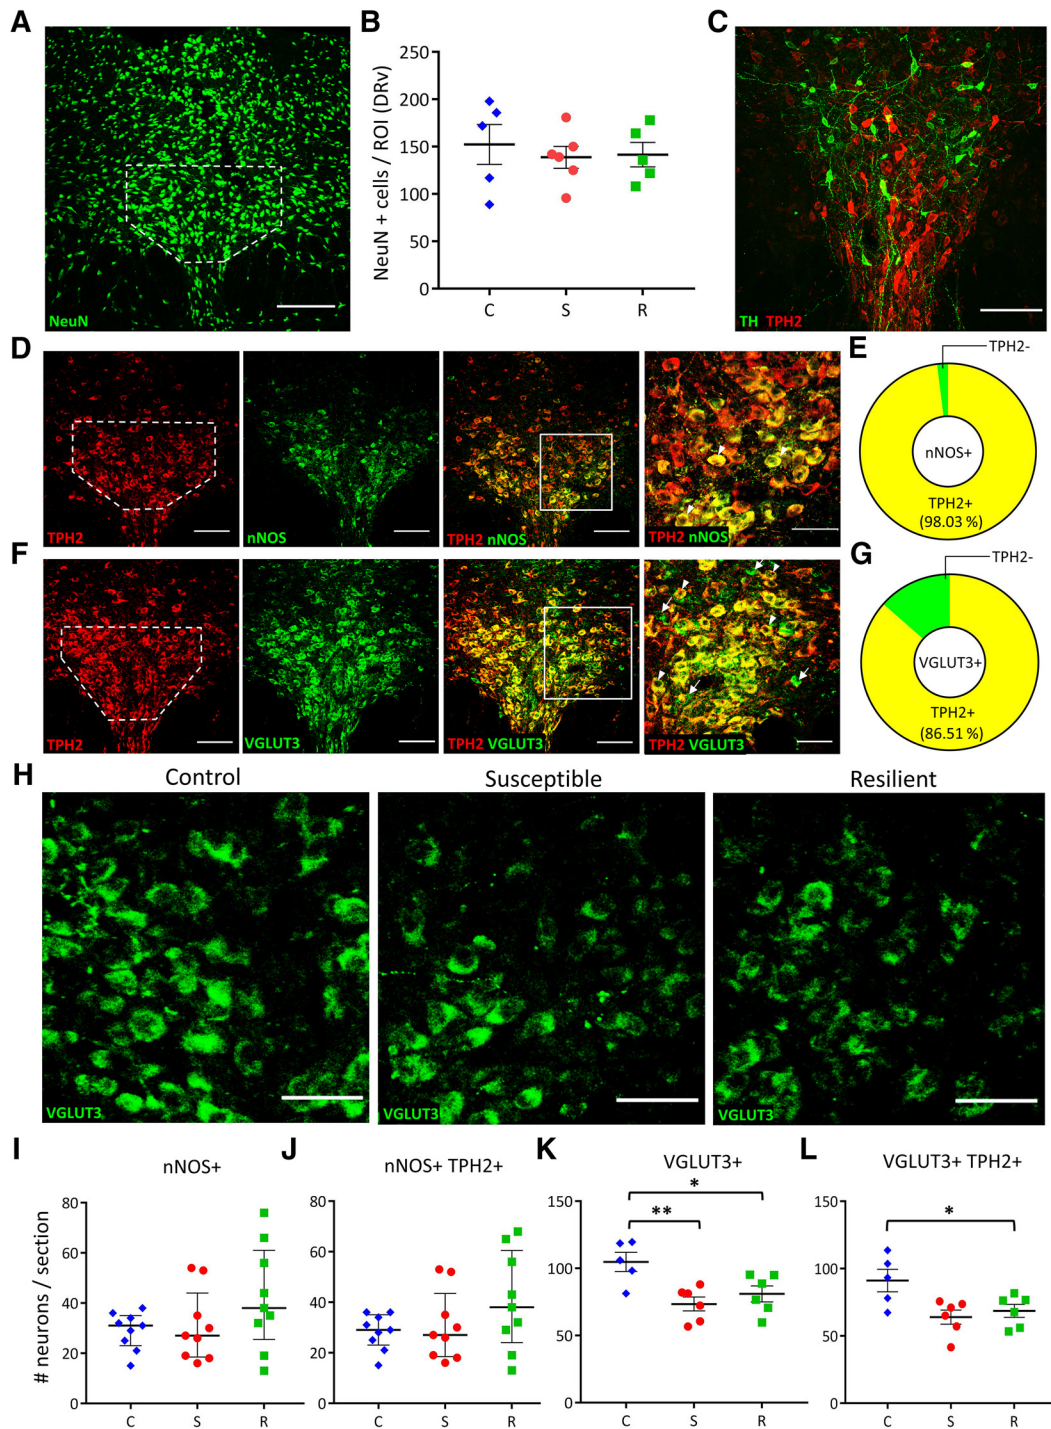 A
NeuN
B
NeuN + cells / ROI (DRv)
250
200
150
100
50
0
C
S
R
C
TH TPH2
D
TPH2
nNOS
TPH2 nNOS
TPH2 nNOS
E
TPH2-
nNOS+
TPH2+
(98.03 %)
F
TPH2
VGLUT3
TPH2 VGLUT3
TPH2 VGLUT3
G
TPH2-
VGLUT3+
TPH2+
(86.51 %)
H
Control
Susceptible
Resilient
VGLUT3
VGLUT3
VGLUT3
I
nNOS+
# neurons / section
80
60
40
20
0
C
S
R
J
nNOS+ TPH2+
80
60
40
20
0
C
S
R
K
VGLUT3+
*
**
150
100
50
0
C
S
R
L
VGLUT3+ TPH2+
*
150
100
50
0
C
S
R